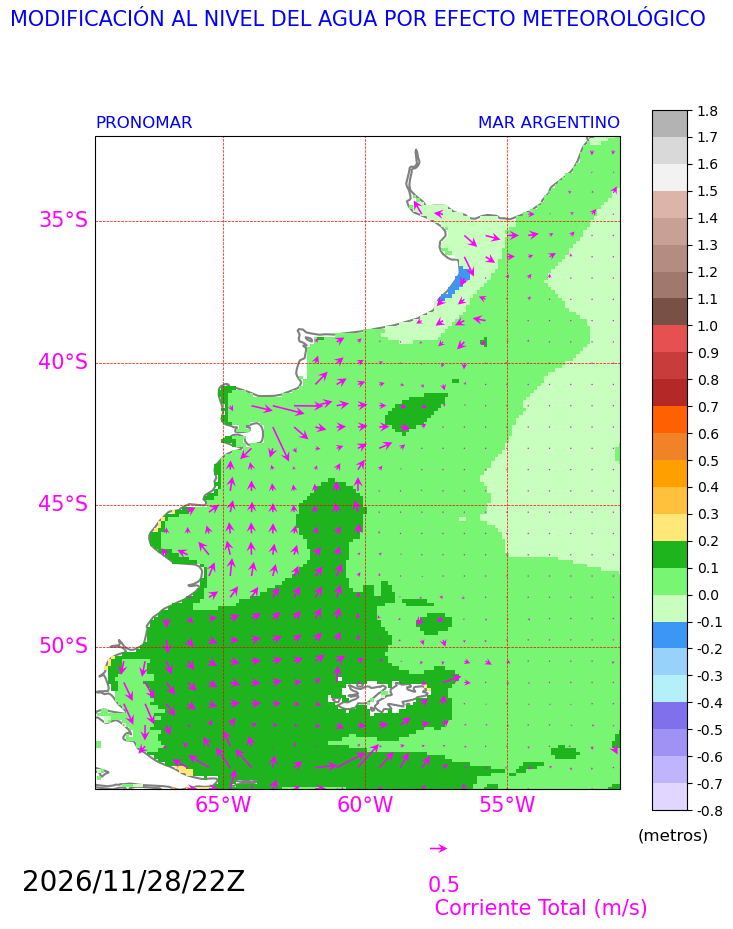 MODIFICACIÓN AL NIVEL DEL AGUA POR EFECTO METEOROLÓGICO
PRONOMAR
MAR ARGENTINO
35°S
40°S
45°S
50°S
65°W
60°W
55°W
1.8
1.7
1.6
1.5
1.4
1.3
1.2
1.1
1.0
0.9
0.8
0.7
0.6
0.5
0.4
0.3
0.2
0.1
0.0
-0.1
-0.2
-0.3
-0.4
-0.5
-0.6
-0.7
-0.8
(metros)
2026/11/28/22Z
0.5
Corriente Total (m/s)